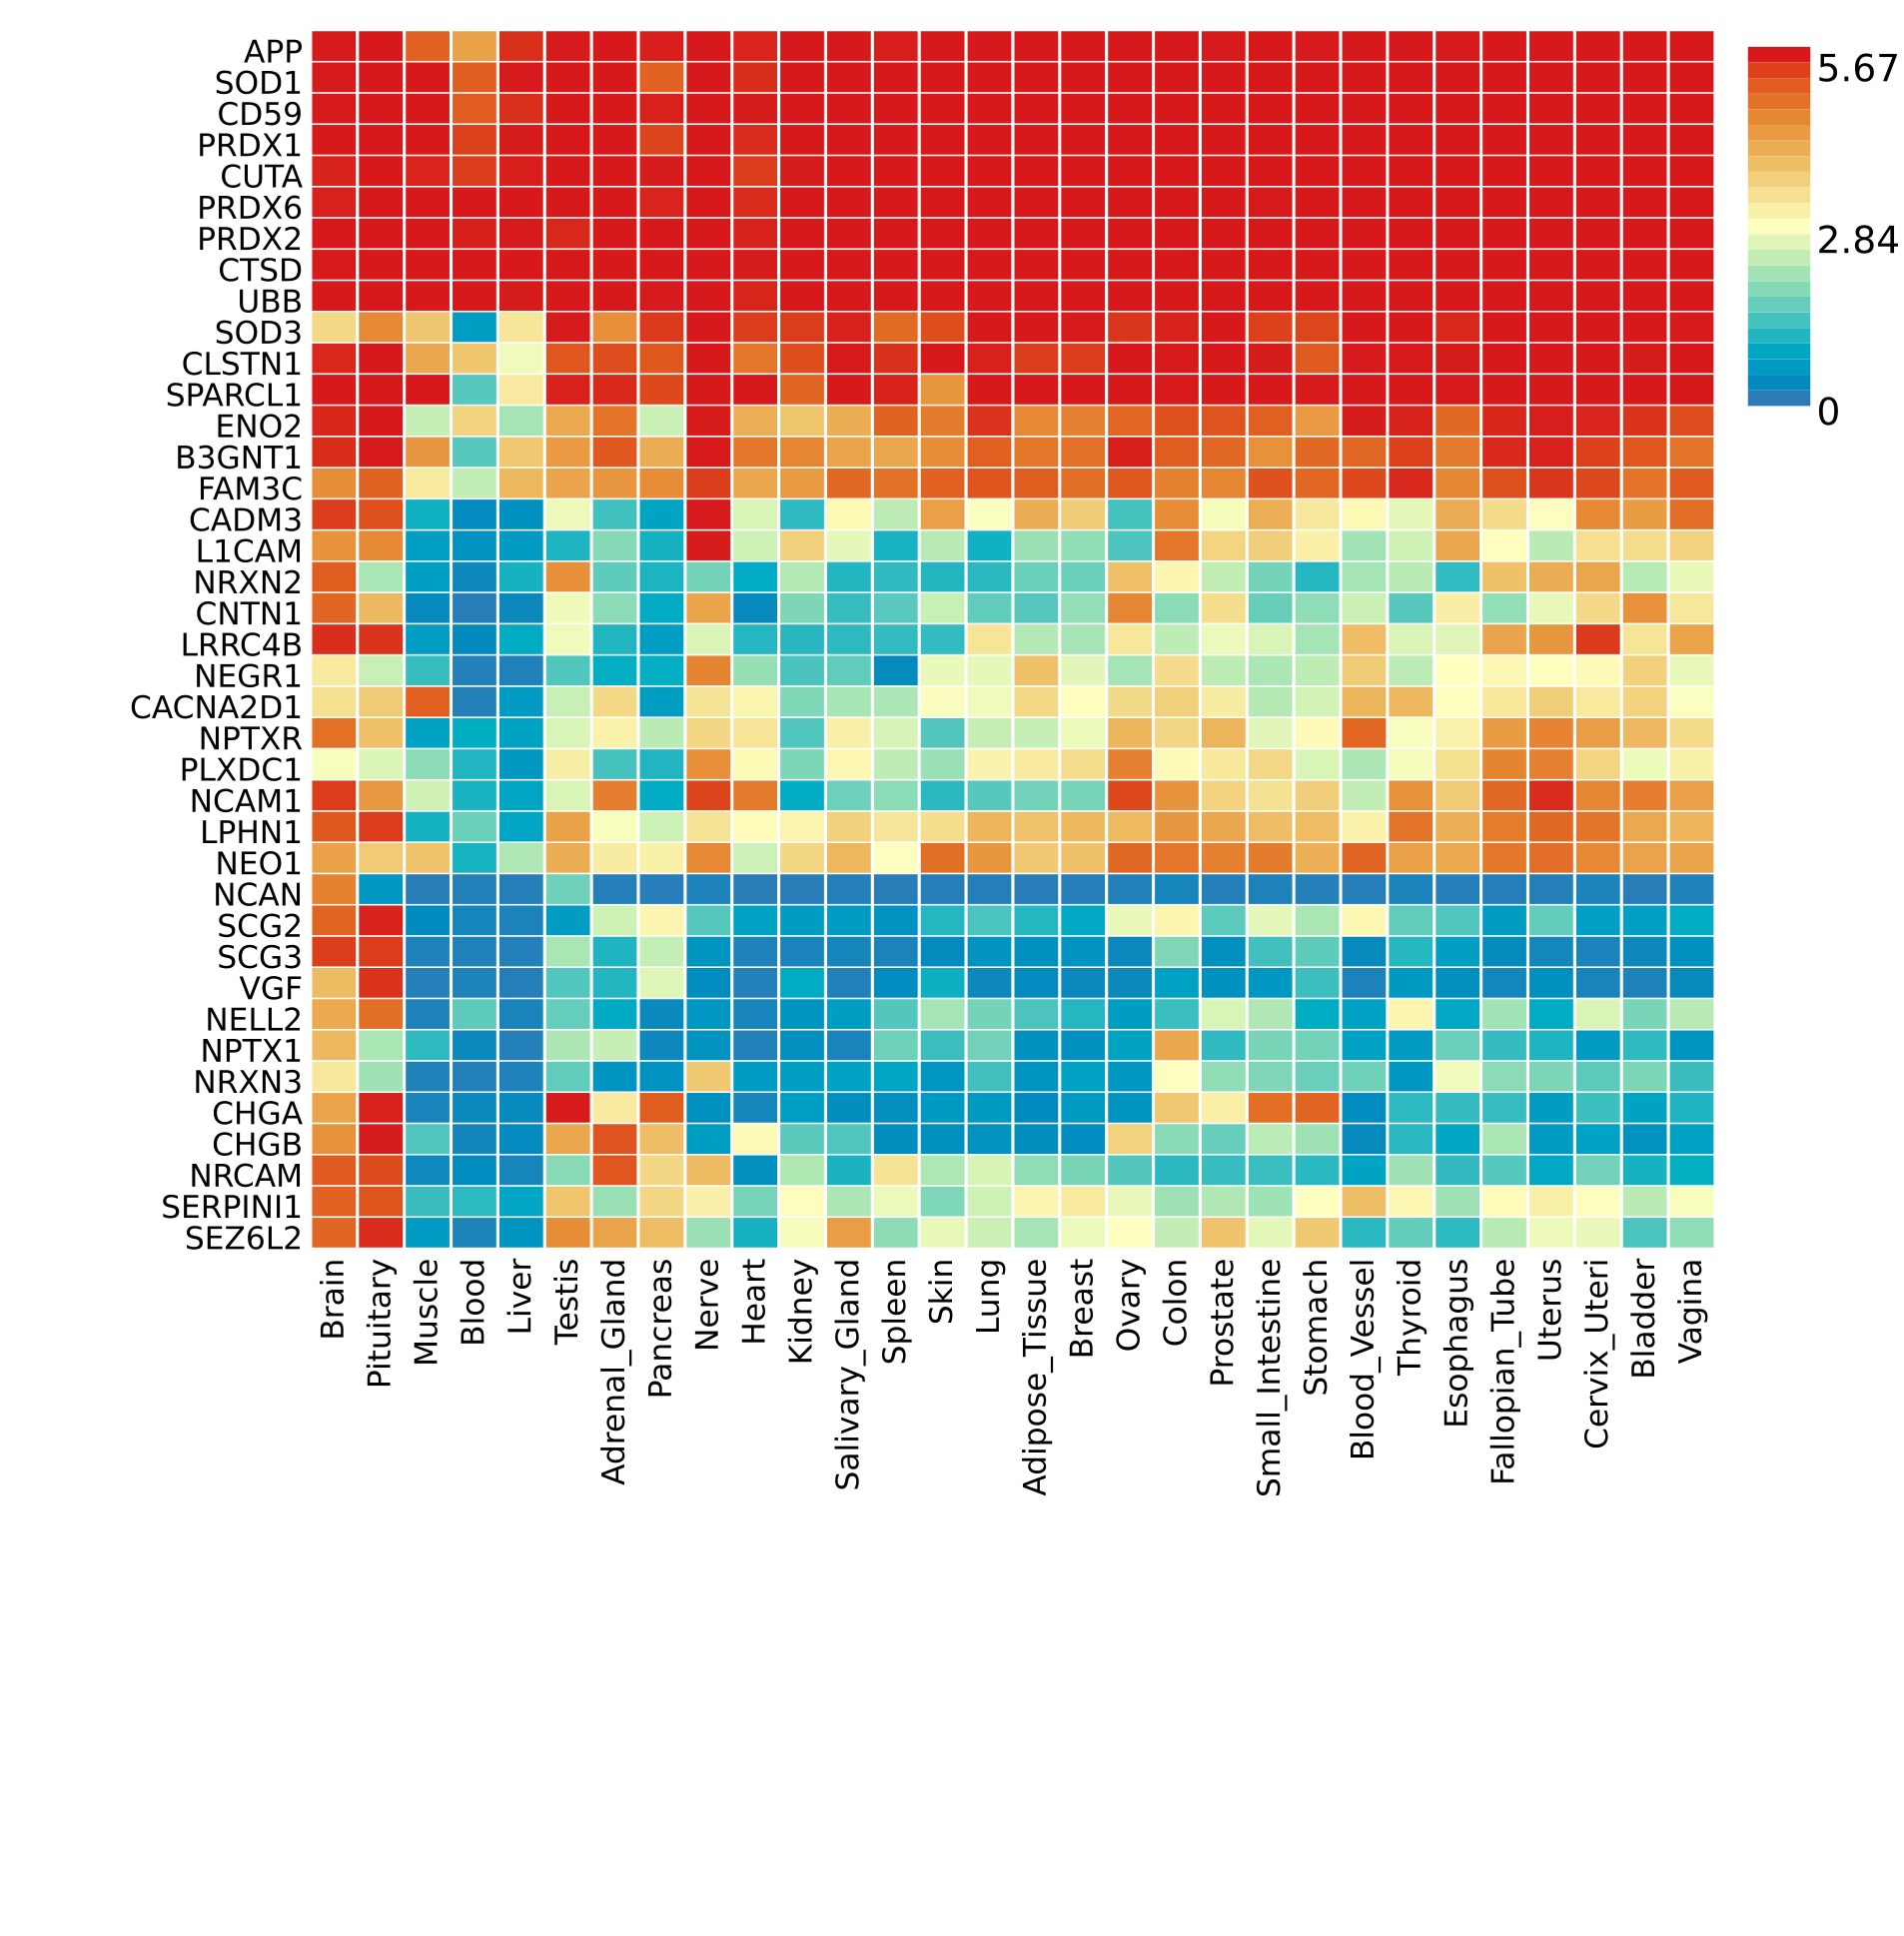 APP
SOD1
CD59
PRDX1
CUTA
PRDX6
PRDX2
CTSD
UBB
SOD3
CLSTN1
SPARCL1
ENO2
B3GNT1
FAM3C
CADM3
L1CAM
NRXN2
CNTN1
LRRC4B
NEGR1
CACNA2D1
NPTXR
PLXDC1
NCAM1
LPHN1
NEO1
NCAN
SCG2
SCG3
VGF
NELL2
NPTX1
NRXN3
CHGA
CHGB
NRCAM
SERPINI1
SEZ6L2
Brain
Pituitary
Muscle
Blood
Liver
Testis
Adrenal_Gland
Pancreas
Nerve
Heart
Kidney
Salivary_Gland
Spleen
Skin
Lung
Adipose_Tissue
Breast
Ovary
Colon
Prostate
Small_Intestine
Stomach
Blood_Vessel
Thyroid
Esophagus
Fallopian_Tube
Uterus
Cervix_Uteri
Bladder
Vagina
5.67
2.84
0